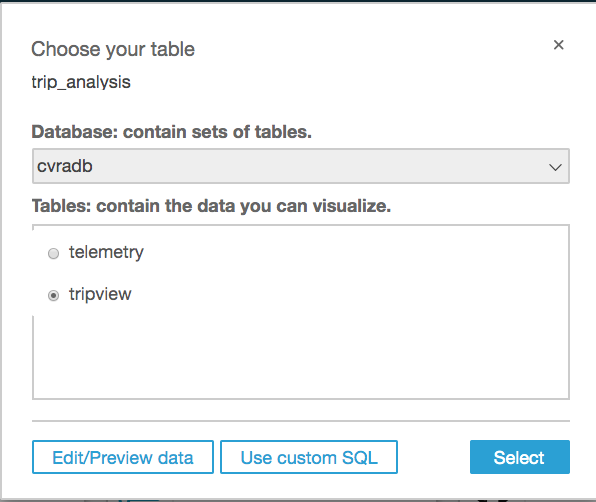 Choose your table
trip_analysis
Database: contain sets of tables.
cvradb
Tables: contain the data you can visualize.
telemetry
tripview
Edit/Preview data
Use custom SQL
Select